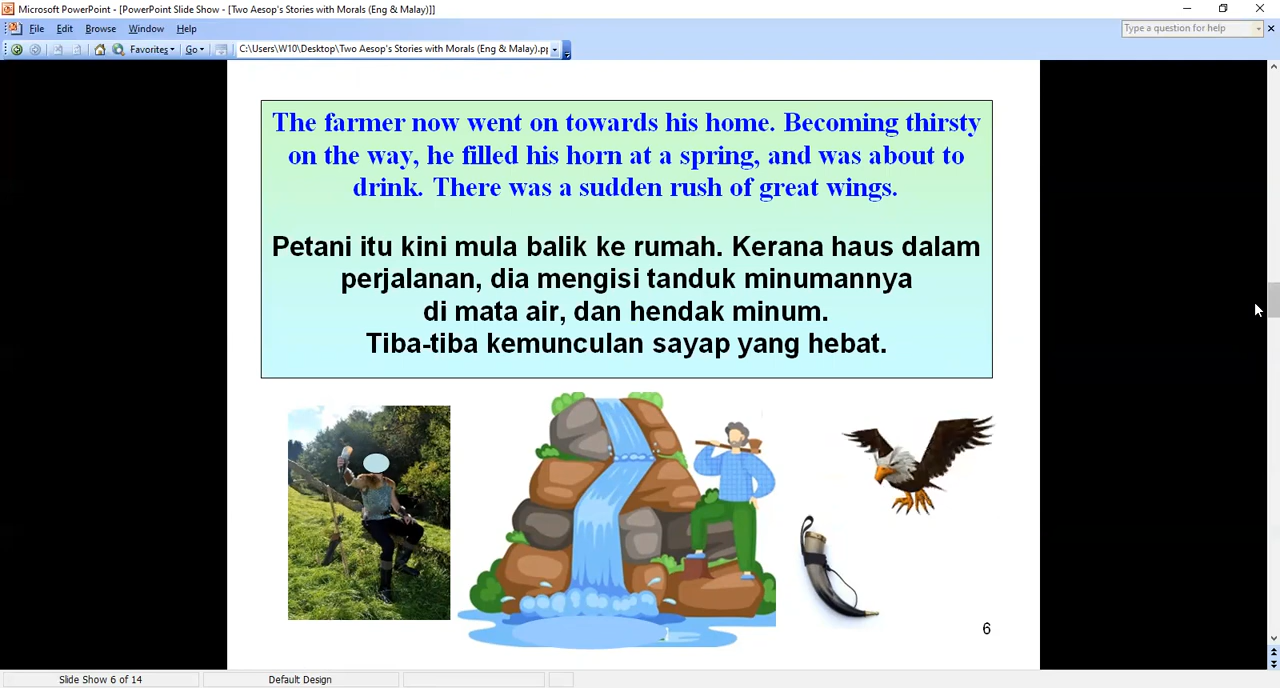 Microsoft PowerPoint - [PowerPoint Slide Show - [Two Aesop's Stories with Morals (Eng & Malay)]]
File Edit Browse Window Help
Type a question for help
Favorites Go C:\Users\W10\Desktop\Two Aesop's Stories with Morals (Eng & Malay).pp
The farmer now went on towards his home. Becoming thirsty
on the way, he filled his horn at a spring, and was about to
drink. There was a sudden rush of great wings.
Petani itu kini mula balik ke rumah. Kerana haus dalam
perjalanan, dia mengisi tanduk minumannya
di mata air, dan hendak minum.
Tiba-tiba kemunculan sayap yang hebat.
6
Slide Show 6 of 14 Default Design